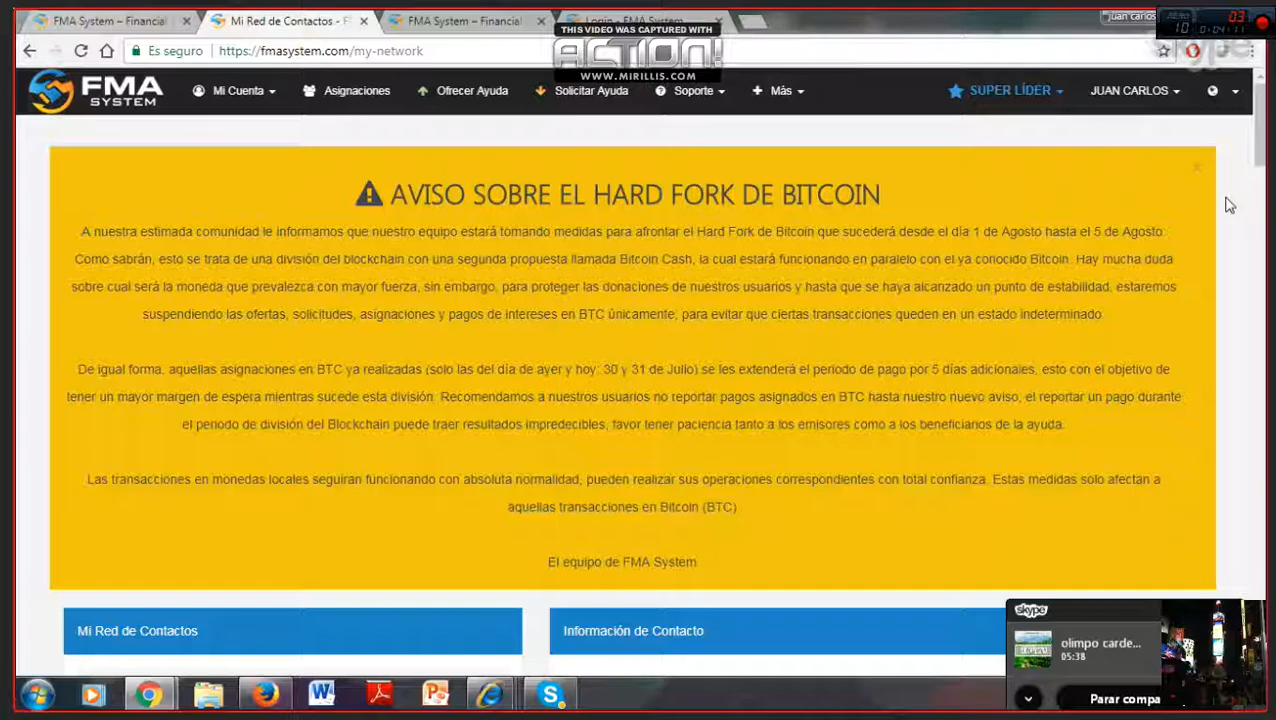 FMA System – Financial
Mi Red de Contactos - F
FMA System – Financial
Login - FMA System
juan carlos
03
10
0:04:11
THIS VIDEO WAS CAPTURED WITH
ACTION!
WWW.MIRILLIS.COM
Es seguro
https://fmasystem.com/my-network
skype
FMA
SYSTEM
Mi Cuenta
Asignaciones
Ofrecer Ayuda
Solicitar Ayuda
Soporte
Más
SUPER LÍDER
JUAN CARLOS
AVISO SOBRE EL HARD FORK DE BITCOIN
A nuestra estimada comunidad le informamos que nuestro equipo estará tomando medidas para afrontar el Hard Fork de Bitcoin que sucederá desde el día 1 de Agosto hasta el 5 de Agosto.
Como sabrán, esto se trata de una división del blockchain con una segunda propuesta llamada Bitcoin Cash, la cual estará funcionando en paralelo con el ya conocido Bitcoin. Hay mucha duda
sobre cual será la moneda que prevalezca con mayor fuerza, sin embargo, para proteger las donaciones de nuestros usuarios y hasta que se haya alcanzado un punto de estabilidad, estaremos
suspendiendo las ofertas, solicitudes, asignaciones y pagos de intereses en BTC únicamente, para evitar que ciertas transacciones queden en un estado indeterminado.
De igual forma, aquellas asignaciones en BTC ya realizadas (solo las del día de ayer y hoy: 30 y 31 de Julio) se les extenderá el periodo de pago por 5 días adicionales, esto con el objetivo de
tener un mayor margen de espera mientras sucede esta división. Recomendamos a nuestros usuarios no reportar pagos asignados en BTC hasta nuestro nuevo aviso, el reportar un pago durante
el periodo de división del Blockchain puede traer resultados impredecibles, favor tener paciencia tanto a los emisores como a los beneficiarios de la ayuda.
Las transacciones en monedas locales seguiran funcionando con absoluta normalidad, pueden realizar sus operaciones correspondientes con total confianza. Estas medidas solo afectan a
aquellas transacciones en Bitcoin (BTC)
El equipo de FMA System
Mi Red de Contactos
Información de Contacto
skype
olimpo carde...
05:38
Parar compa